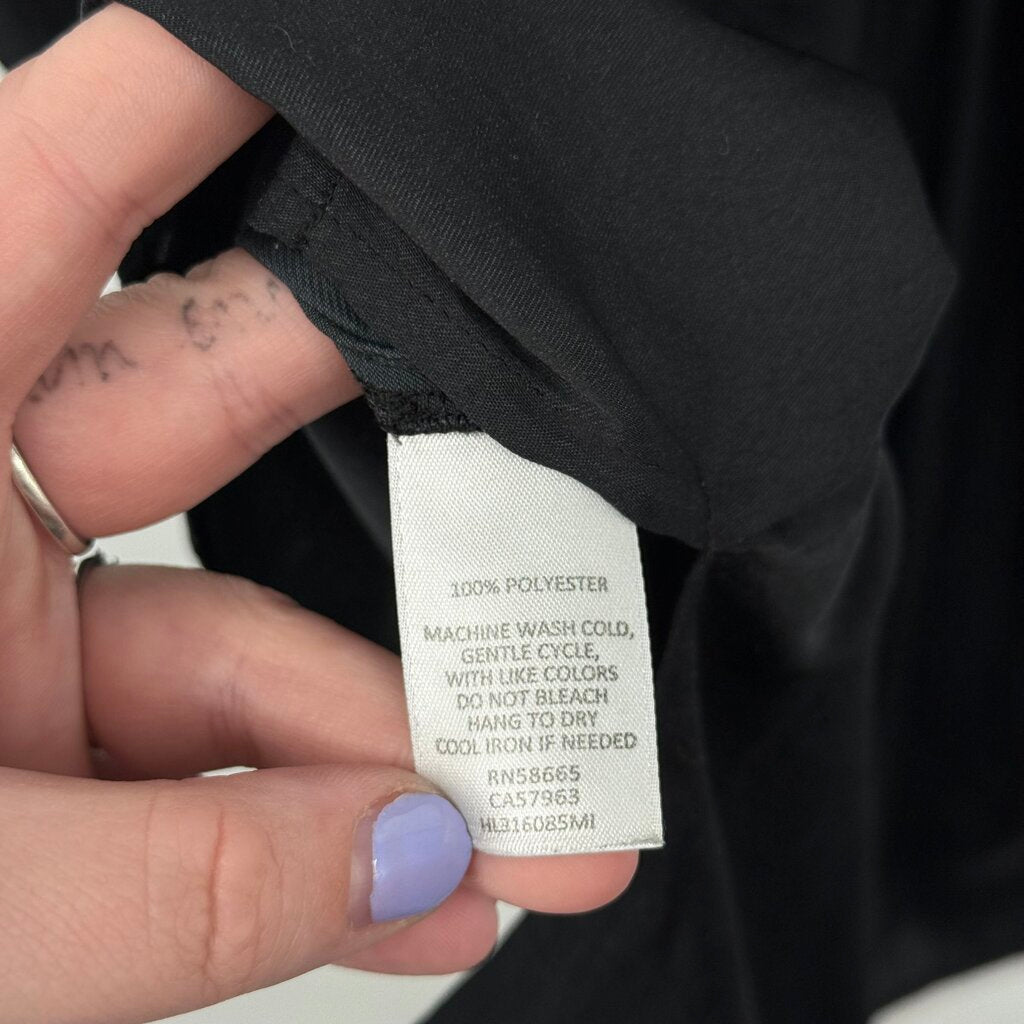 100% POLYESTER
MACHINE WASH COLD,
GENTLE CYCLE,
WITH LIKE COLORS
DO NOT BLEACH
HANG TO DRY
COOL IRON IF NEEDED
RN58665
CA57963
HL316085MI